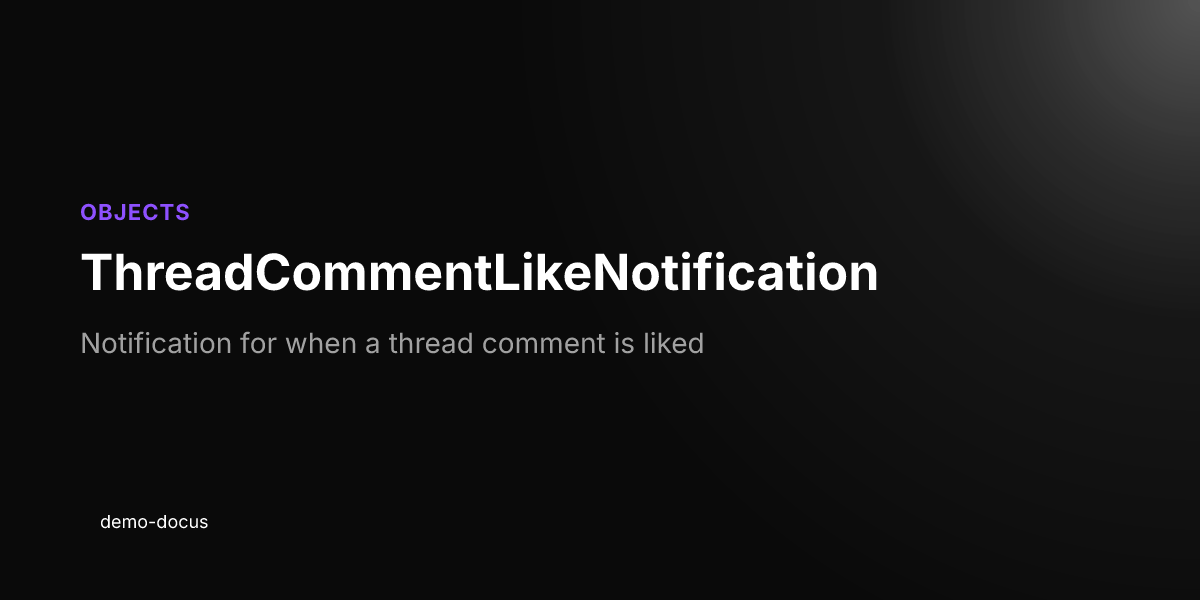 OBJECTS
ThreadCommentLikeNotification
Notification for when a thread comment is liked
demo-docus